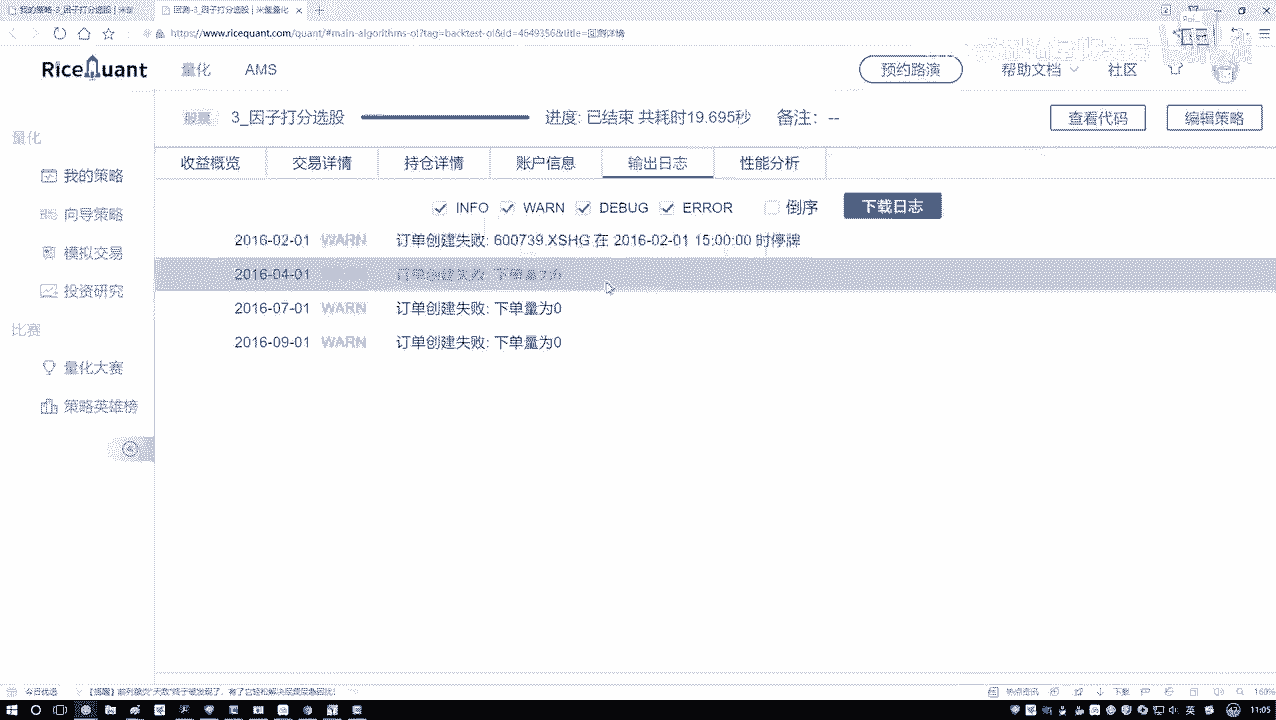 我的策略-3_因子打分选股 | 米筐
回测-3_因子打分选股 | 米筐量化
https://www.ricequant.com/quant/#main-algorithms-ol?tag=backtest-ol&id=4649356&title=回测详情
RiceQuant 量化 AMS 预约路演 帮助文档 社区
股票 3_因子打分选股 进度: 已结束 共耗时19.695秒 备注: -- 查看代码 编辑策略
量化
我的策略
向导策略
模拟交易
投资研究
比赛
量化大赛
策略英雄榜
收益概览 交易详情 持仓详情 账户信息 输出日志 性能分析
INFO WARN DEBUG ERROR 倒序 下载日志
2016-02-01 WARN 订单创建失败: 600739.XSHG 在 2016-02-01 15:00:00 时停牌
2016-04-01 订单创建失败: 下单量为0
2016-07-01 WARN 订单创建失败: 下单量为0
2016-09-01 WARN 订单创建失败: 下单量为0
今日优选
160%
英 11:05